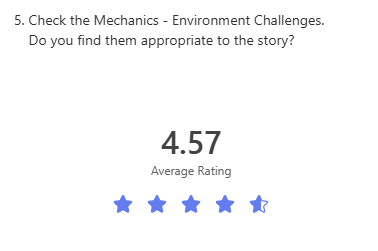 5. Check the Mechanics - Environment Challenges.
Do you find them appropriate to the story?
4.57
Average Rating